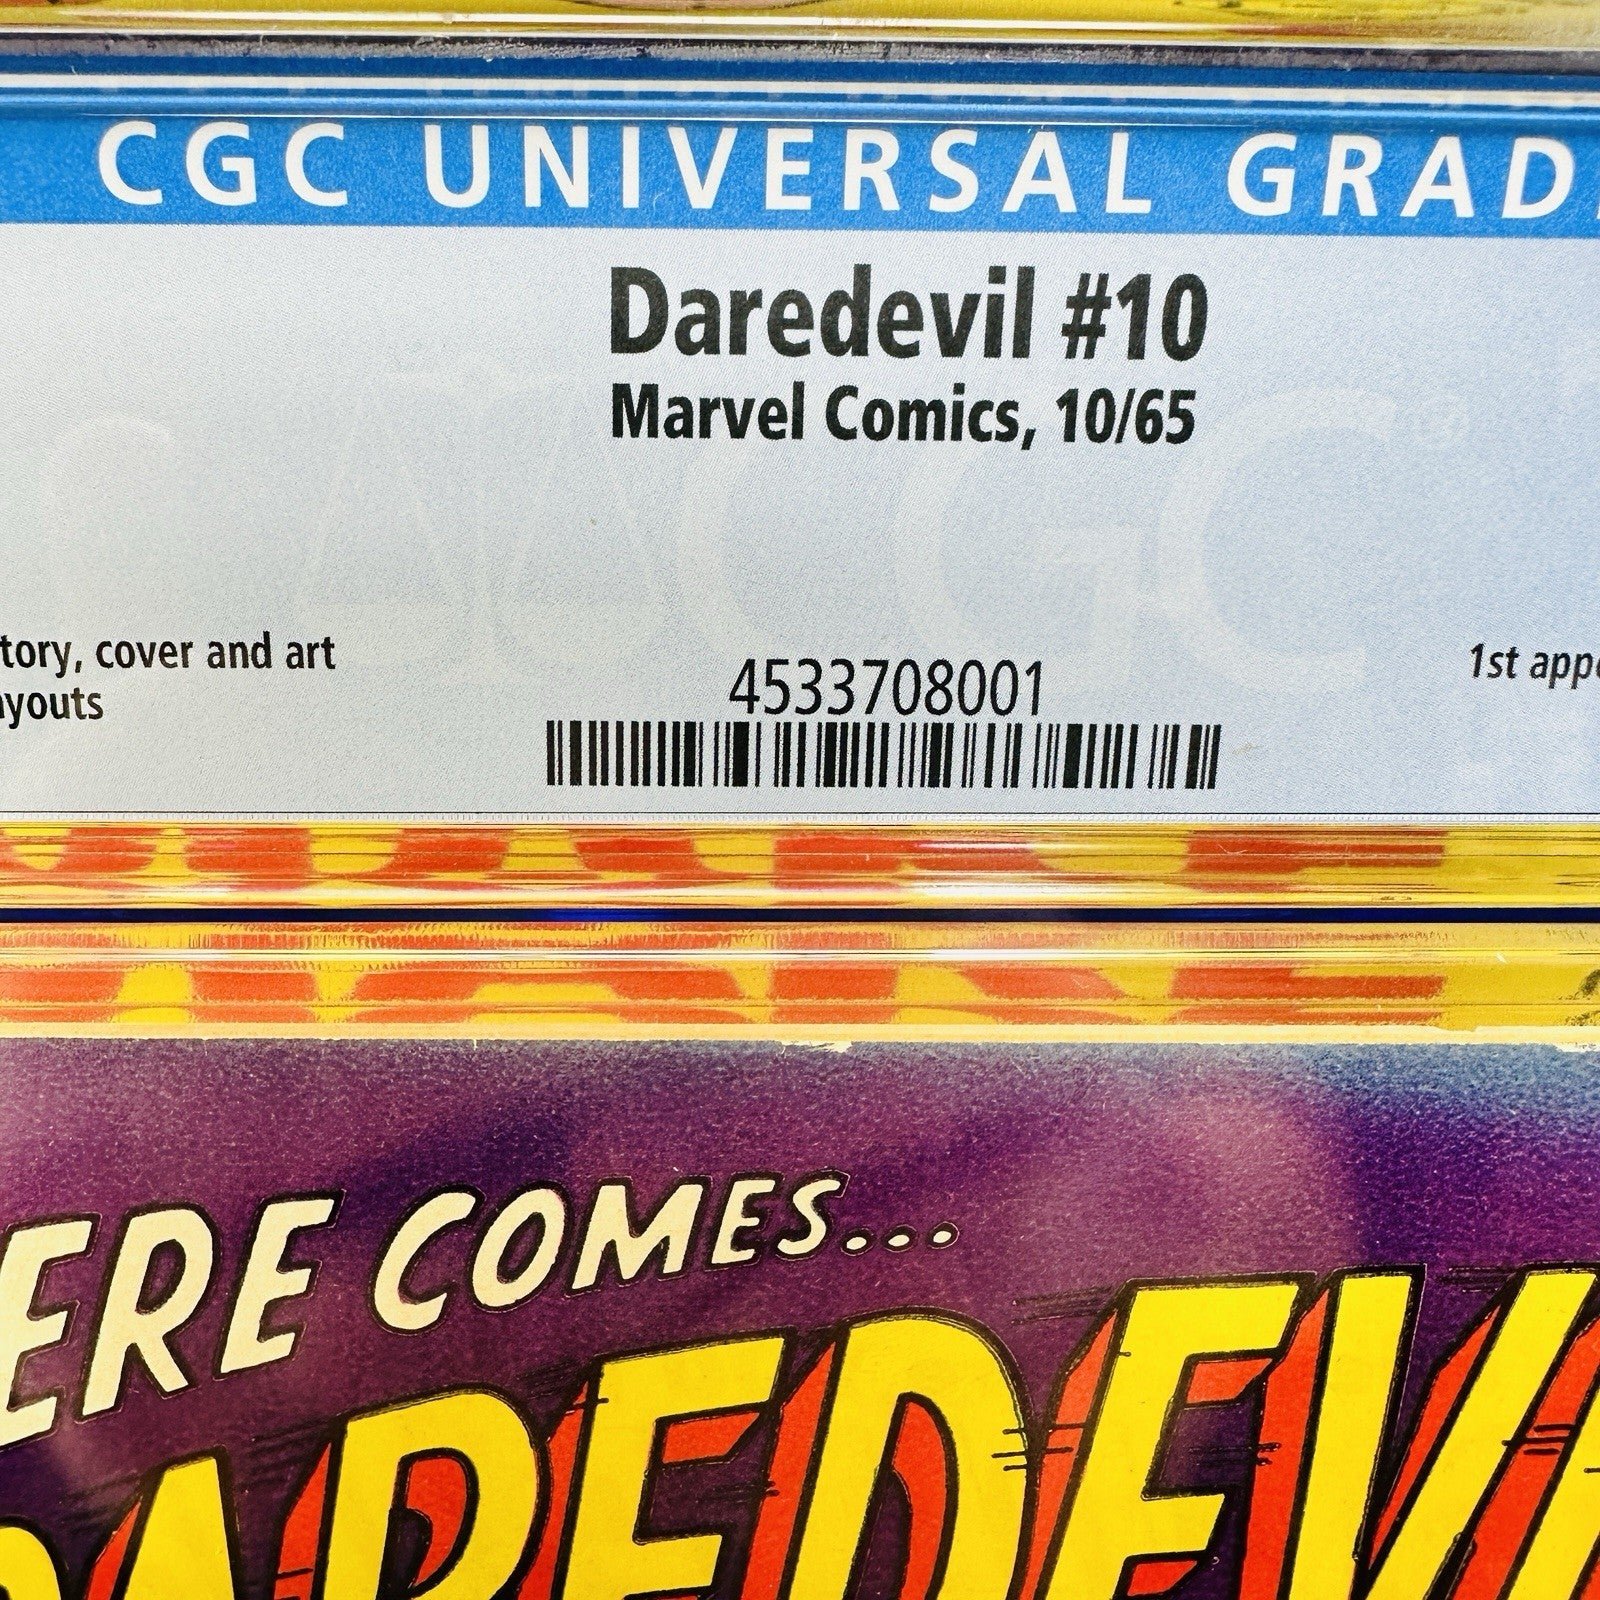 CGC UNIVERSAL GRAD
Daredevil #10
Marvel Comics, 10/65
tory, cover and art
youts
4533708001
1st appe
ERE COMES...
DAREDEVI